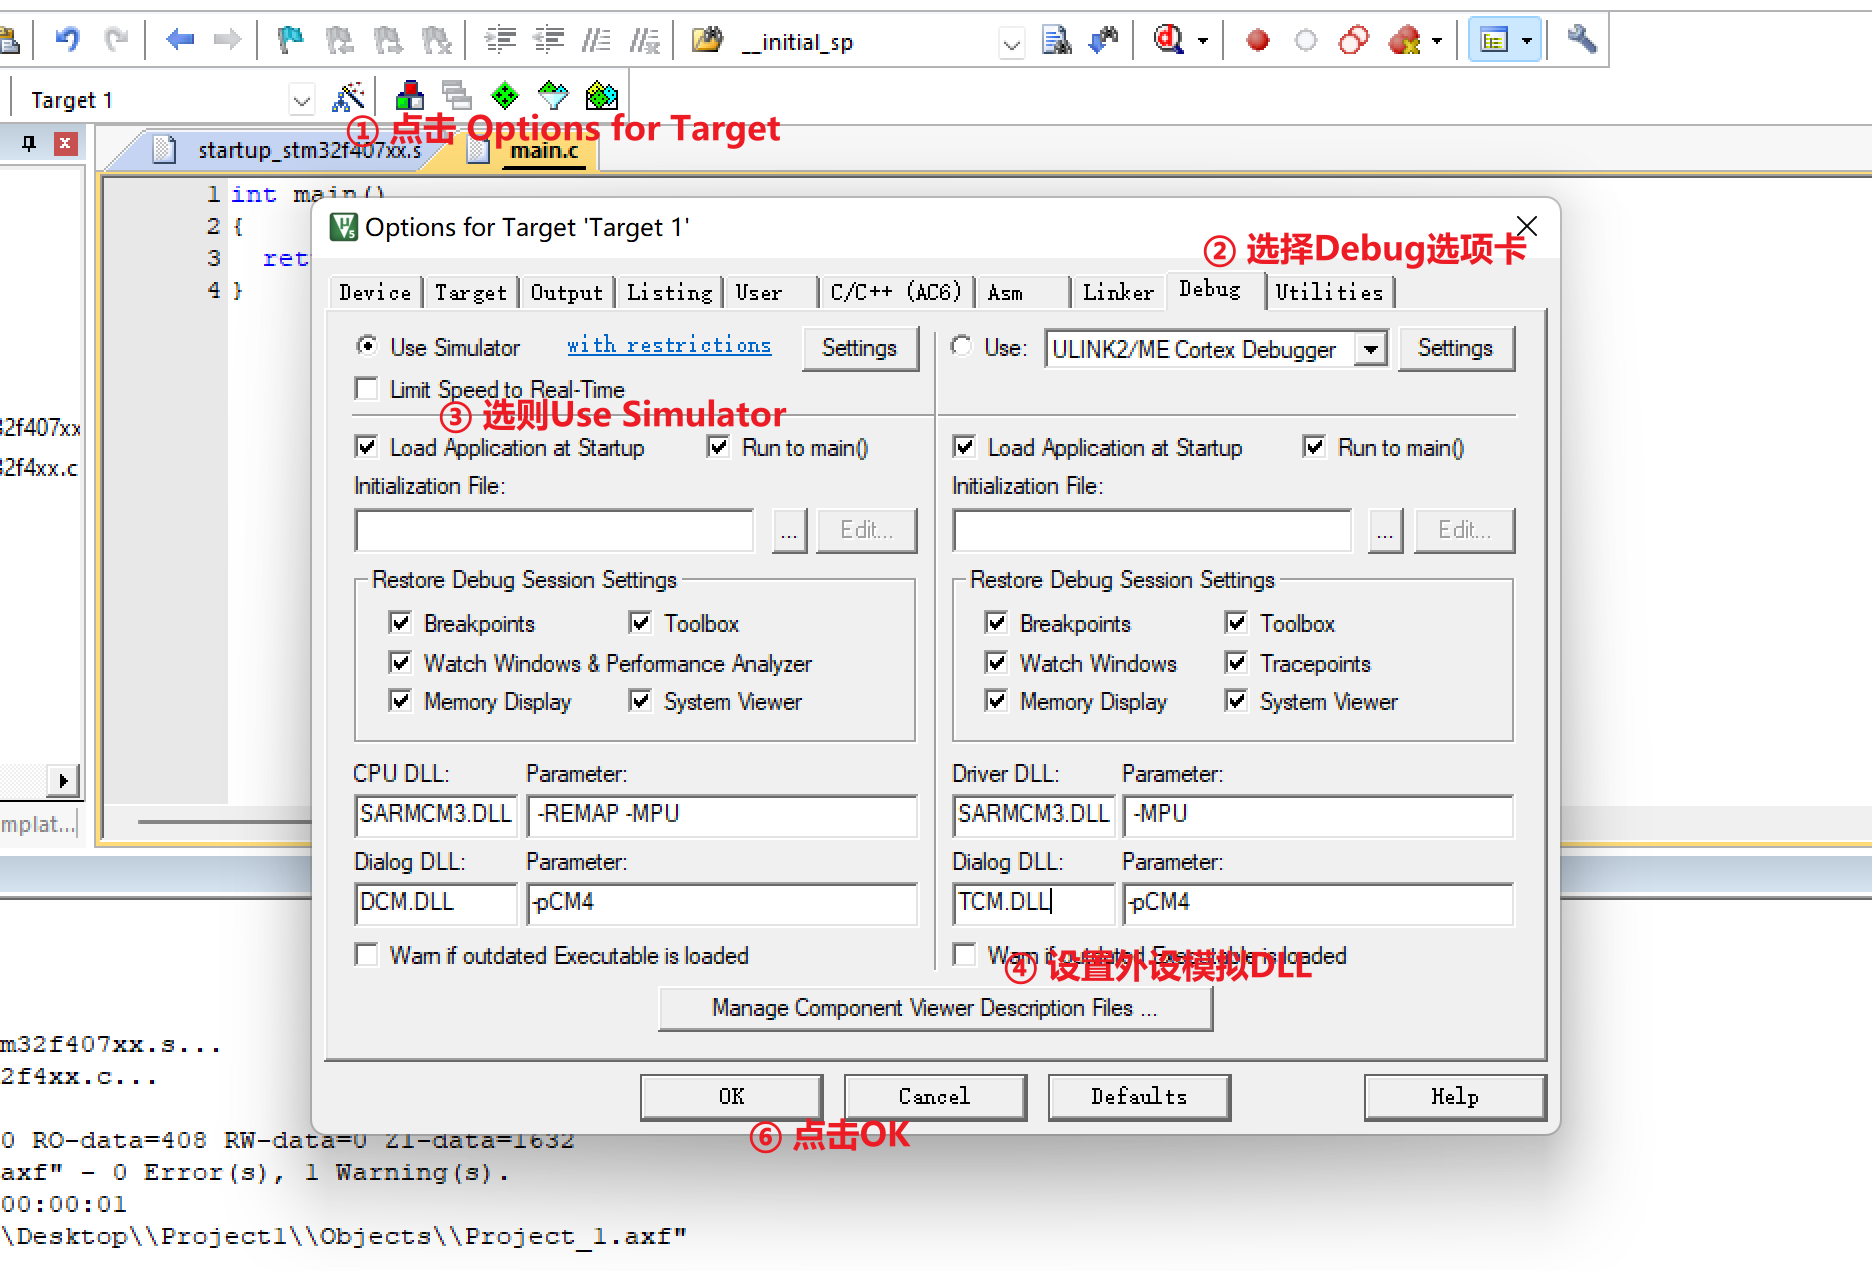 __initial_sp
Target 1
① 点击 Options for Target
startup_stm32f407xx.s
main.c
1 int main()
2 {
3 ret
4 }
32f407xx
32f4xx.c
mplat...
Options for Target 'Target 1'
② 选择Debug选项卡
Device Target Output Listing User C/C++ (AC6) Asm Linker Debug Utilities
Use Simulator with restrictions Settings
Use: ULINK2/ME Cortex Debugger Settings
Limit Speed to Real-Time
③ 选则Use Simulator
Load Application at Startup Run to main()
Load Application at Startup Run to main()
Initialization File:
Initialization File:
... Edit...
... Edit...
Restore Debug Session Settings
Breakpoints Toolbox
Watch Windows & Performance Analyzer
Memory Display System Viewer
Restore Debug Session Settings
Breakpoints Toolbox
Watch Windows Tracepoints
Memory Display System Viewer
CPU DLL: Parameter:
SARMCM3.DLL -REMAP -MPU
Dialog DLL: Parameter:
DCM.DLL -pCM4
Warn if outdated Executable is loaded
Driver DLL: Parameter:
SARMCM3.DLL -MPU
Dialog DLL: Parameter:
TCM.DLL -pCM4
Warn if outdated Executable is loaded
④ 设置外设模拟DLL
Manage Component Viewer Description Files ...
OK Cancel Defaults Help
⑥ 点击OK
m32f407xx.s...
2f4xx.c...
0 RO-data=408 RW-data=0 ZI-data=1632
axf" - 0 Error(s), 1 Warning(s).
00:00:01
\Desktop\\Project1\\Objects\\Project_1.axf"